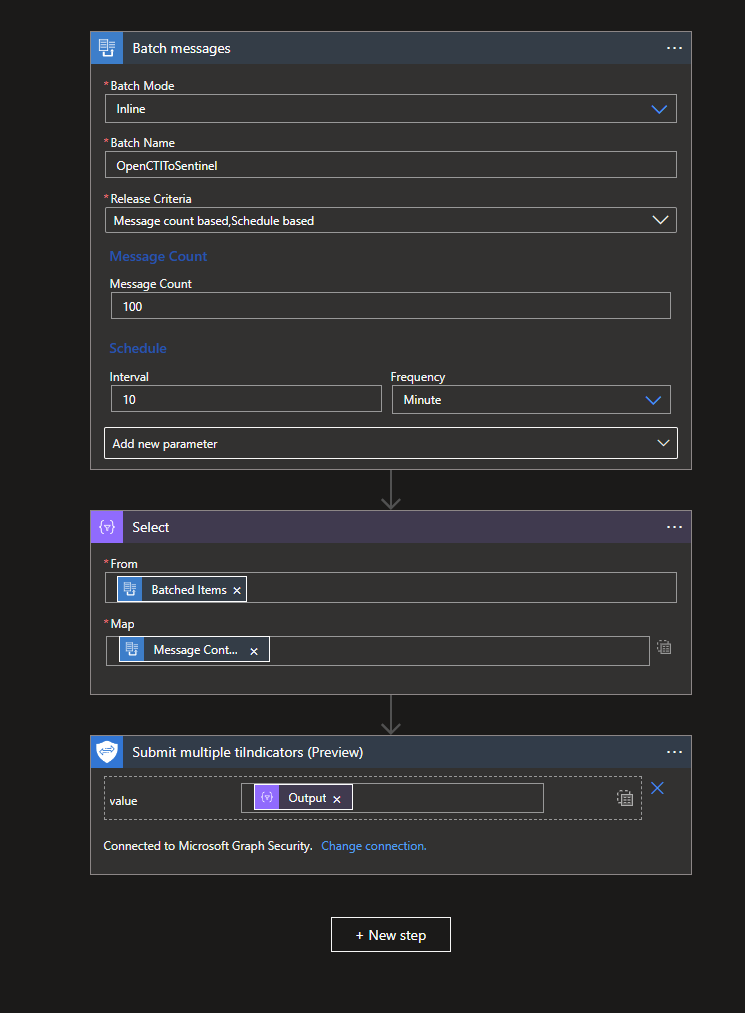 Batch messages
* Batch Mode
Inline
* Batch Name
OpenCTIToSentinel
* Release Criteria
Message count based,Schedule based
Message Count
Message Count
100
Schedule
Interval Frequency
10 Minute
Add new parameter
Select
* From
Batched Items
* Map
Message Cont...
Submit multiple tiIndicators (Preview)
value Output
Connected to Microsoft Graph Security. Change connection.
+ New step